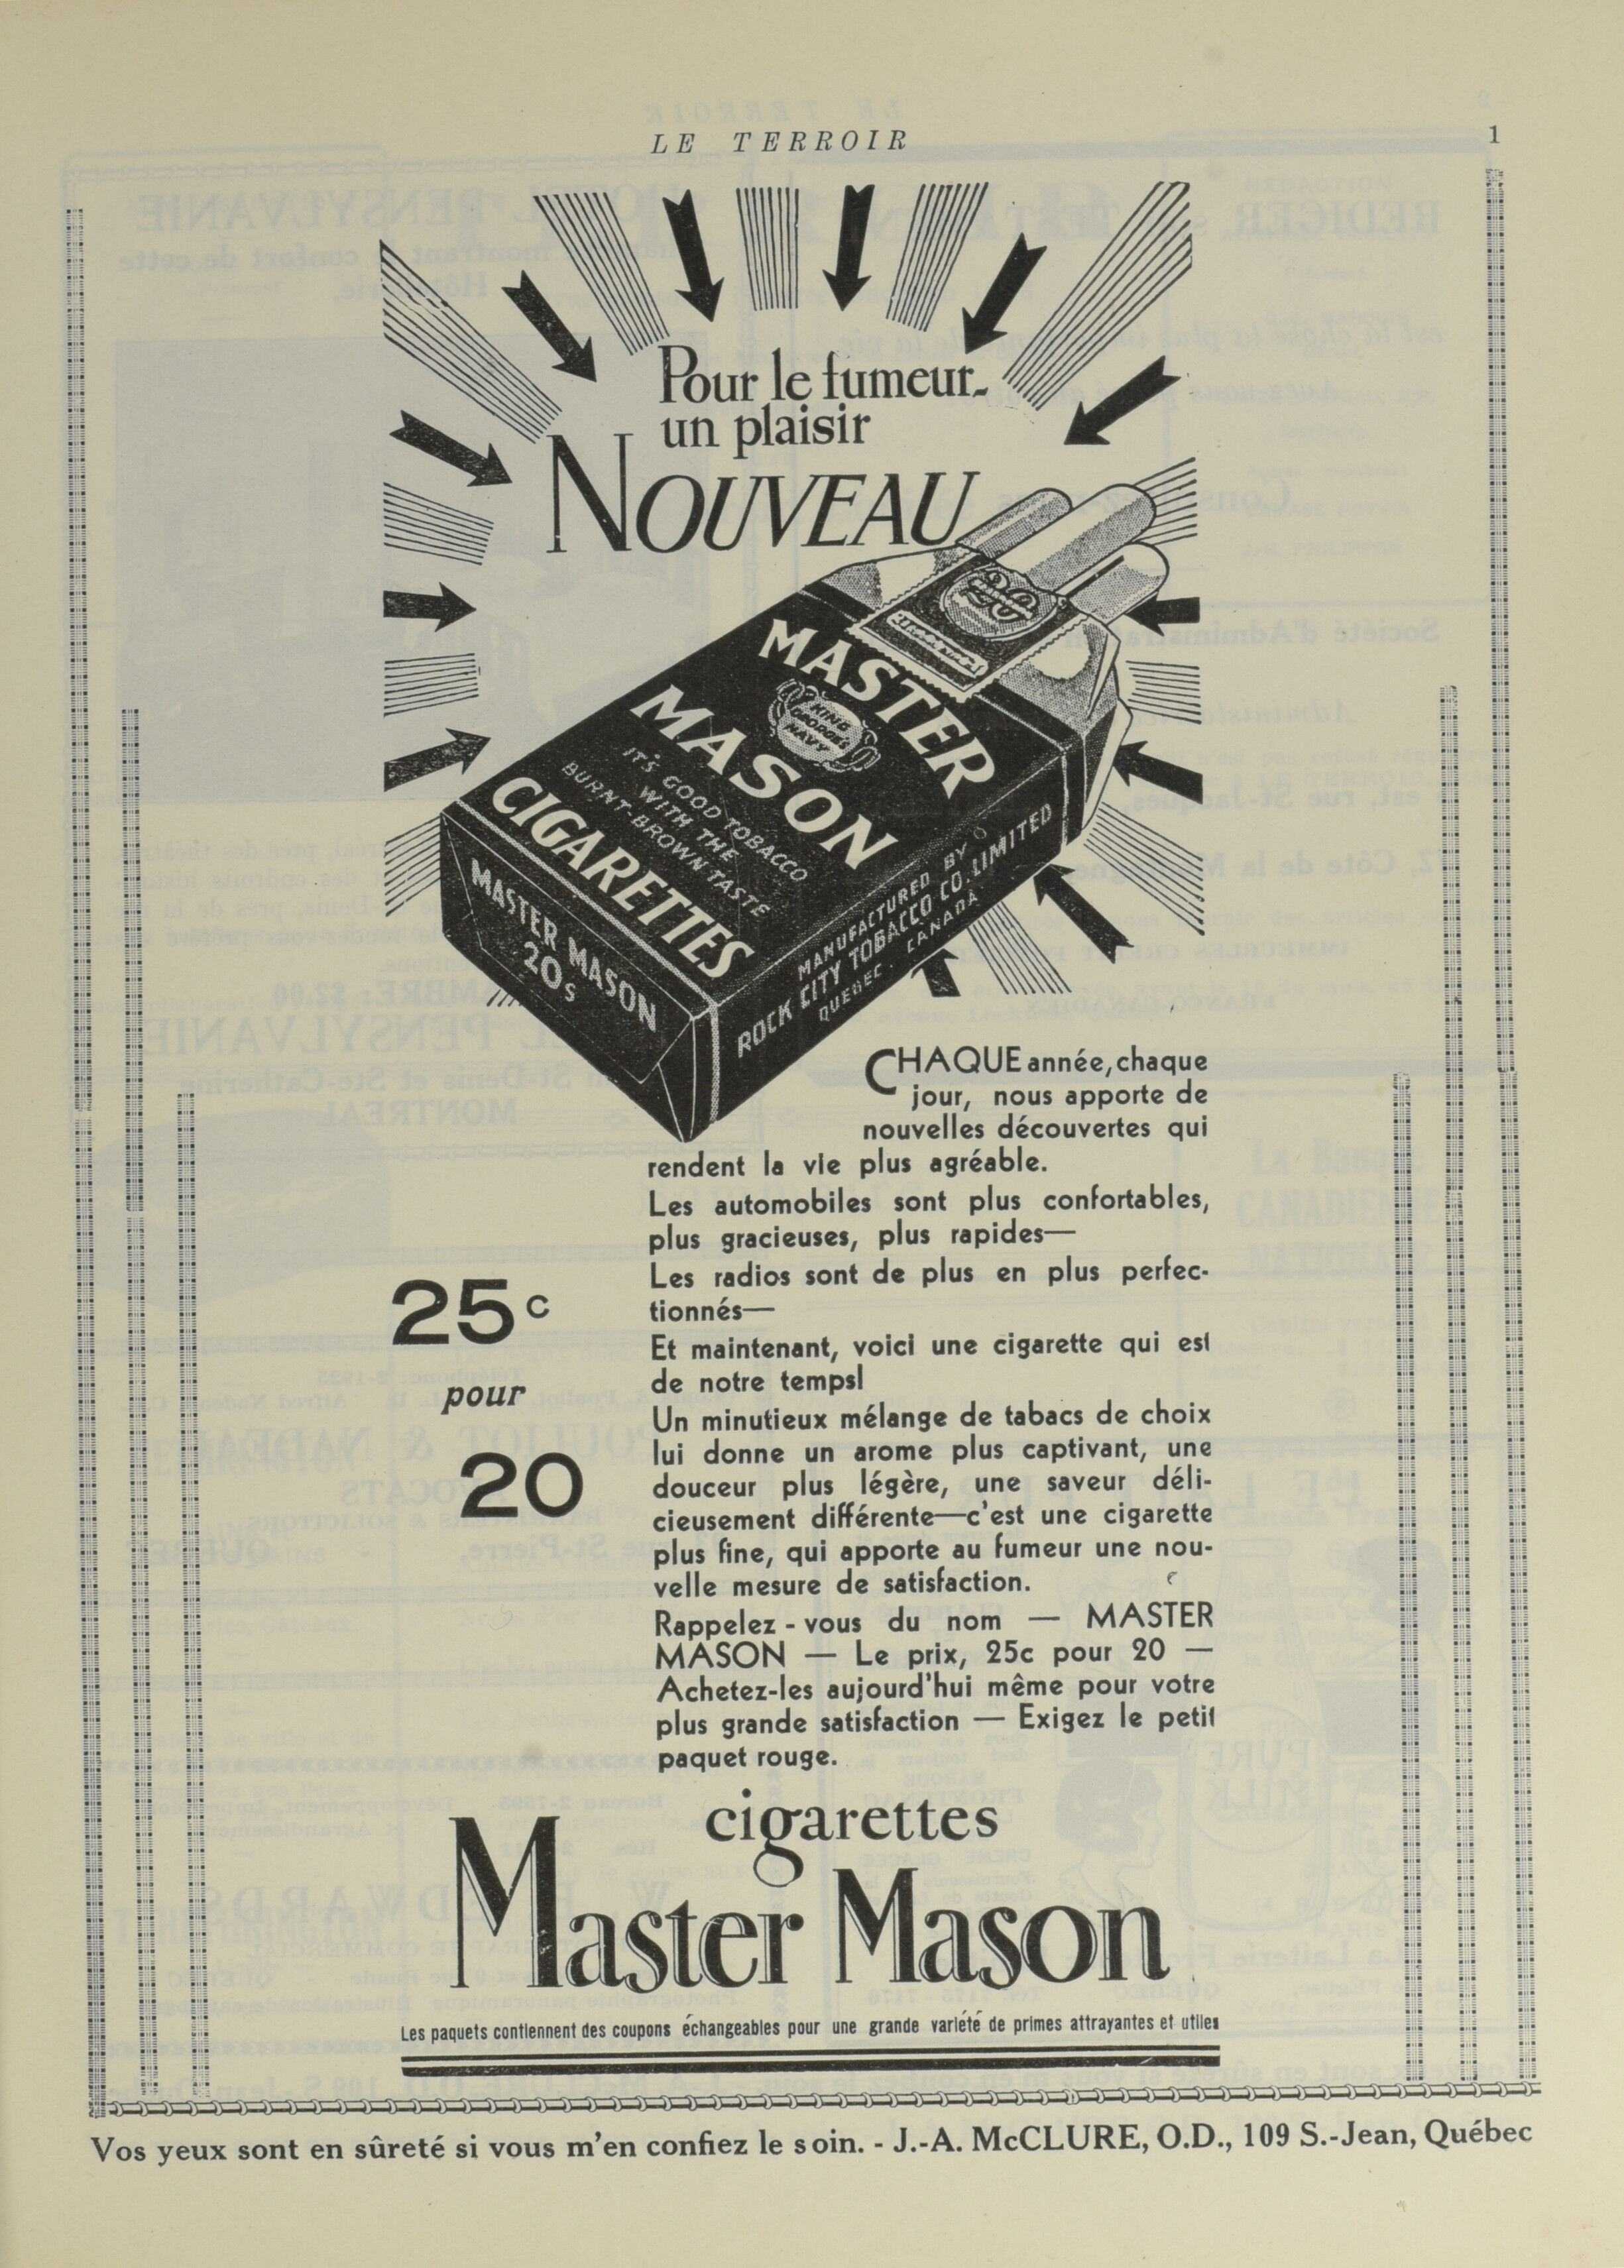 LE TERROIR
1
Pour le fumeur-
un plaisir
NOUVEAU
MASTER
MASON
KING
GEORGE'S
NAVY
IT'S GOOD TOBACCO
WITH THE
BURNT-BROWN TASTE
CIGARETTES
MASTER MASON
20s
MANUFACTURED BY
ROCK CITY TOBACCO CO. LIMITED
QUEBEC. CANADA
CHAQUE année, chaque
jour, nous apporte de
nouvelles découvertes qui
rendent la vie plus agréable.
Les automobiles sont plus confortables,
plus gracieuses, plus rapides—
Les radios sont de plus en plus perfec-
tionnés—
Et maintenant, voici une cigarette qui est
de notre temps!
Un minutieux mélange de tabacs de choix
lui donne un arome plus captivant, une
douceur plus légère, une saveur déli-
cieusement différente—c'est une cigarette
plus fine, qui apporte au fumeur une nou-
velle mesure de satisfaction.
Rappelez-vous du nom — MASTER
MASON — Le prix, 25c pour 20 —
Achetez-les aujourd'hui même pour votre
plus grande satisfaction — Exigez le petit
paquet rouge.
25c
pour
20
cigarettes
Master Mason
Les paquets contiennent des coupons échangeables pour une grande variété de primes attrayantes et utiles
Vos yeux sont en sûreté si vous m'en confiez le soin. - J.-A. McCLURE, O.D., 109 S.-Jean, Québec